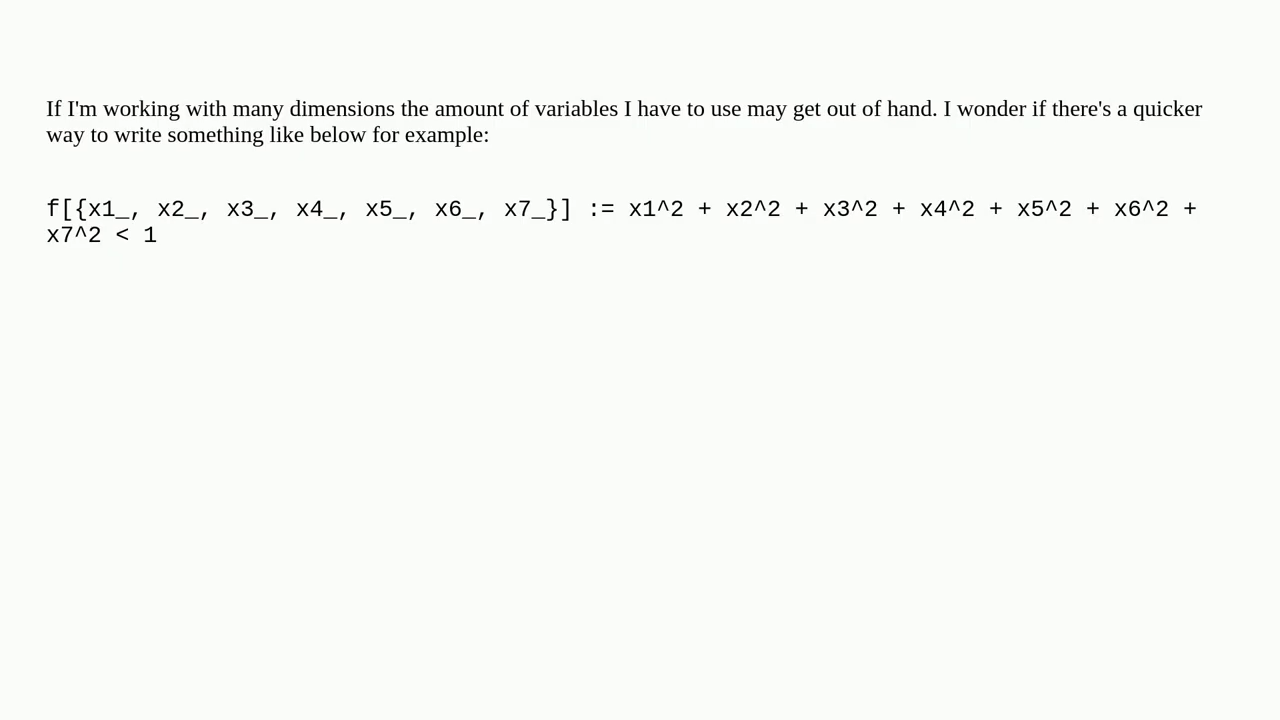 If I'm working with many dimensions the amount of variables I have to use may get out of hand. I wonder if there's a quicker
way to write something like below for example:
f[{x1_, x2_, x3_, x4_, x5_, x6_, x7_}] := x1^2 + x2^2 + x3^2 + x4^2 + x5^2 + x6^2 +
x7^2 < 1